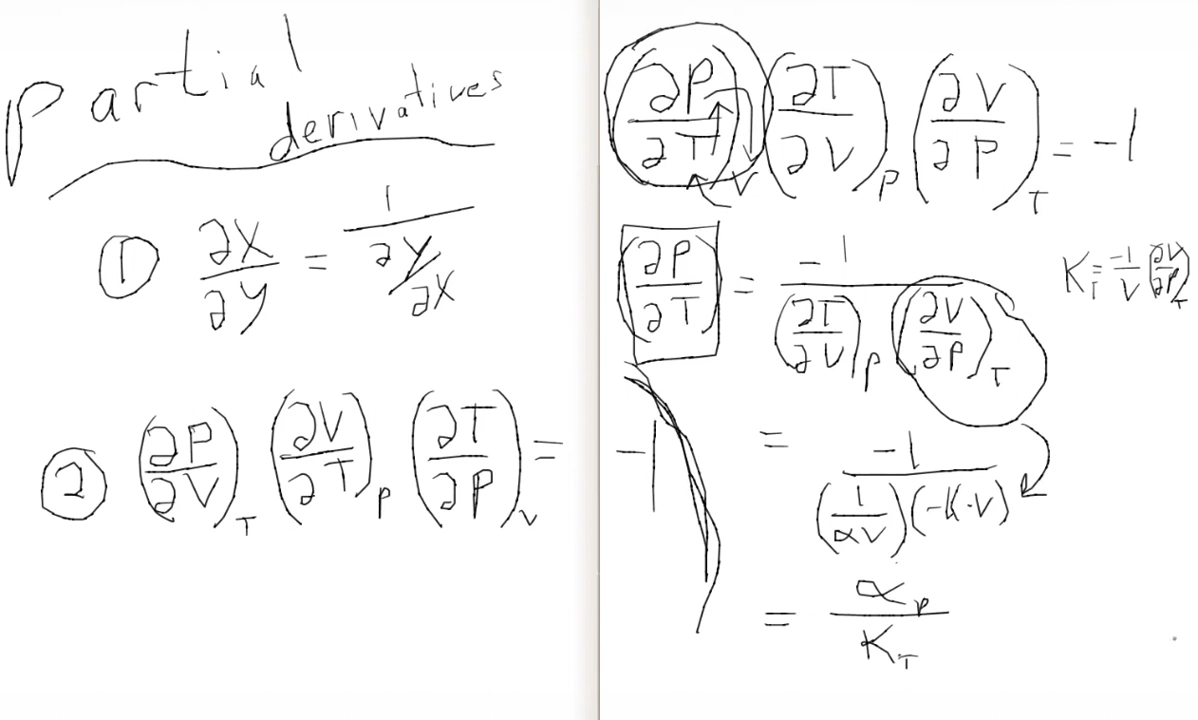 Partial
derivatives
① ∂X/∂Y = 1/(∂Y/∂X)
② (∂P/∂V)_T (∂V/∂T)_P (∂T/∂P)_V = -1
(∂P/∂T)_V (∂T/∂V)_P (∂V/∂P)_T = -1
(∂P/∂T) = -1/((∂T/∂V)_P (∂V/∂P)_T)
K_T = -1/V (∂V/∂P)_T
= -1/((1/αV)(-K·V))
= α_P/K_T